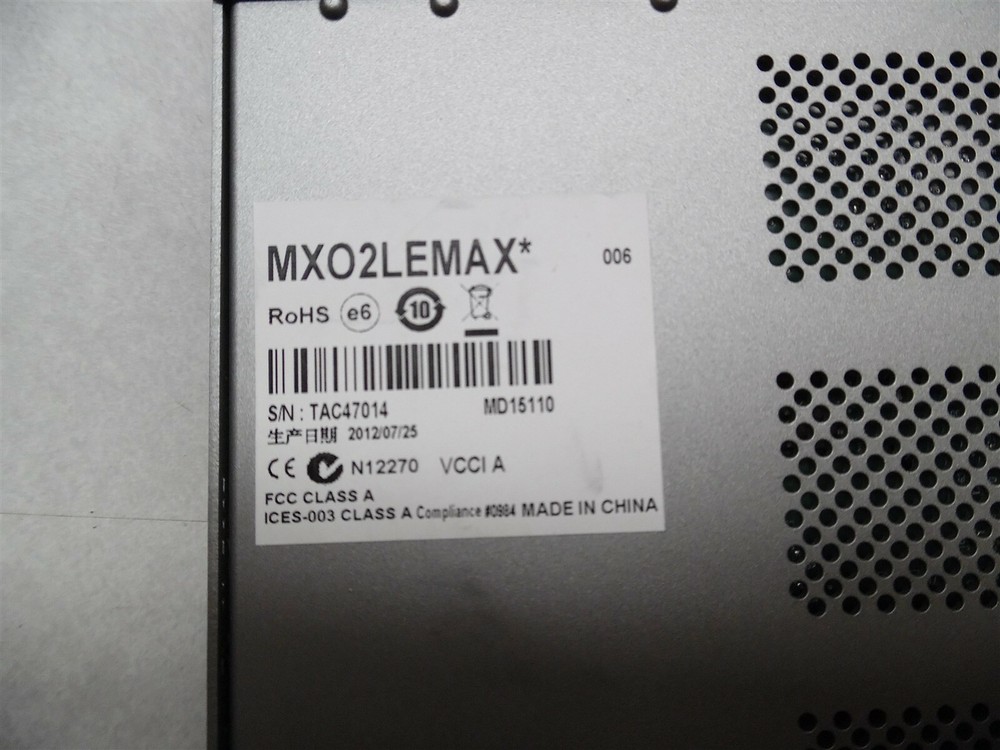 MXO2LEMAX* 006
RoHS e6 10
S/N : TAC47014 MD15110
生产日期 2012/07/25
CE N12270 VCCI A
FCC CLASS A
ICES-003 CLASS A Compliance #0984 MADE IN CHINA